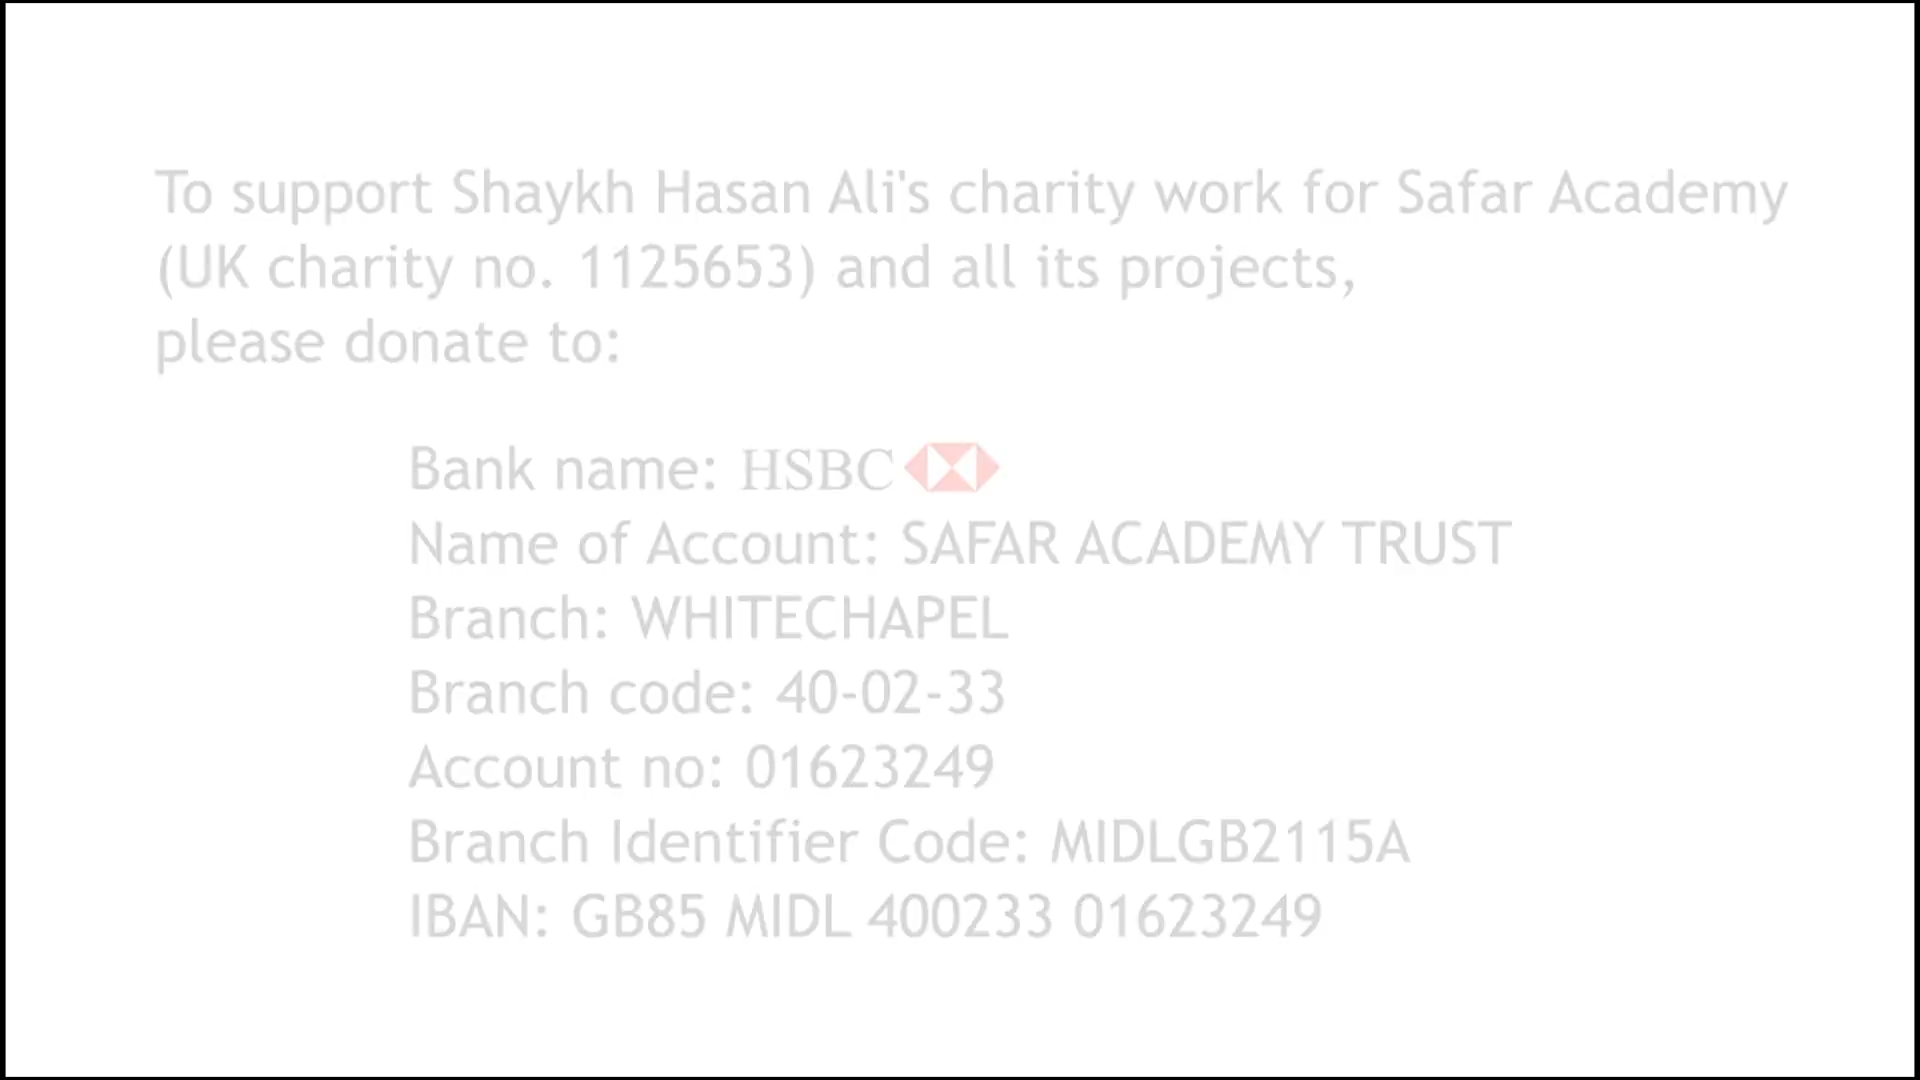 To support Shaykh Hasan Ali's charity work for Safar Academy
(UK charity no. 1125653) and all its projects,
please donate to:
Bank name: HSBC
Name of Account: SAFAR ACADEMY TRUST
Branch: WHITECHAPEL
Branch code: 40-02-33
Account no: 01623249
Branch Identifier Code: MIDLGB2115A
IBAN: GB85 MIDL 400233 01623249